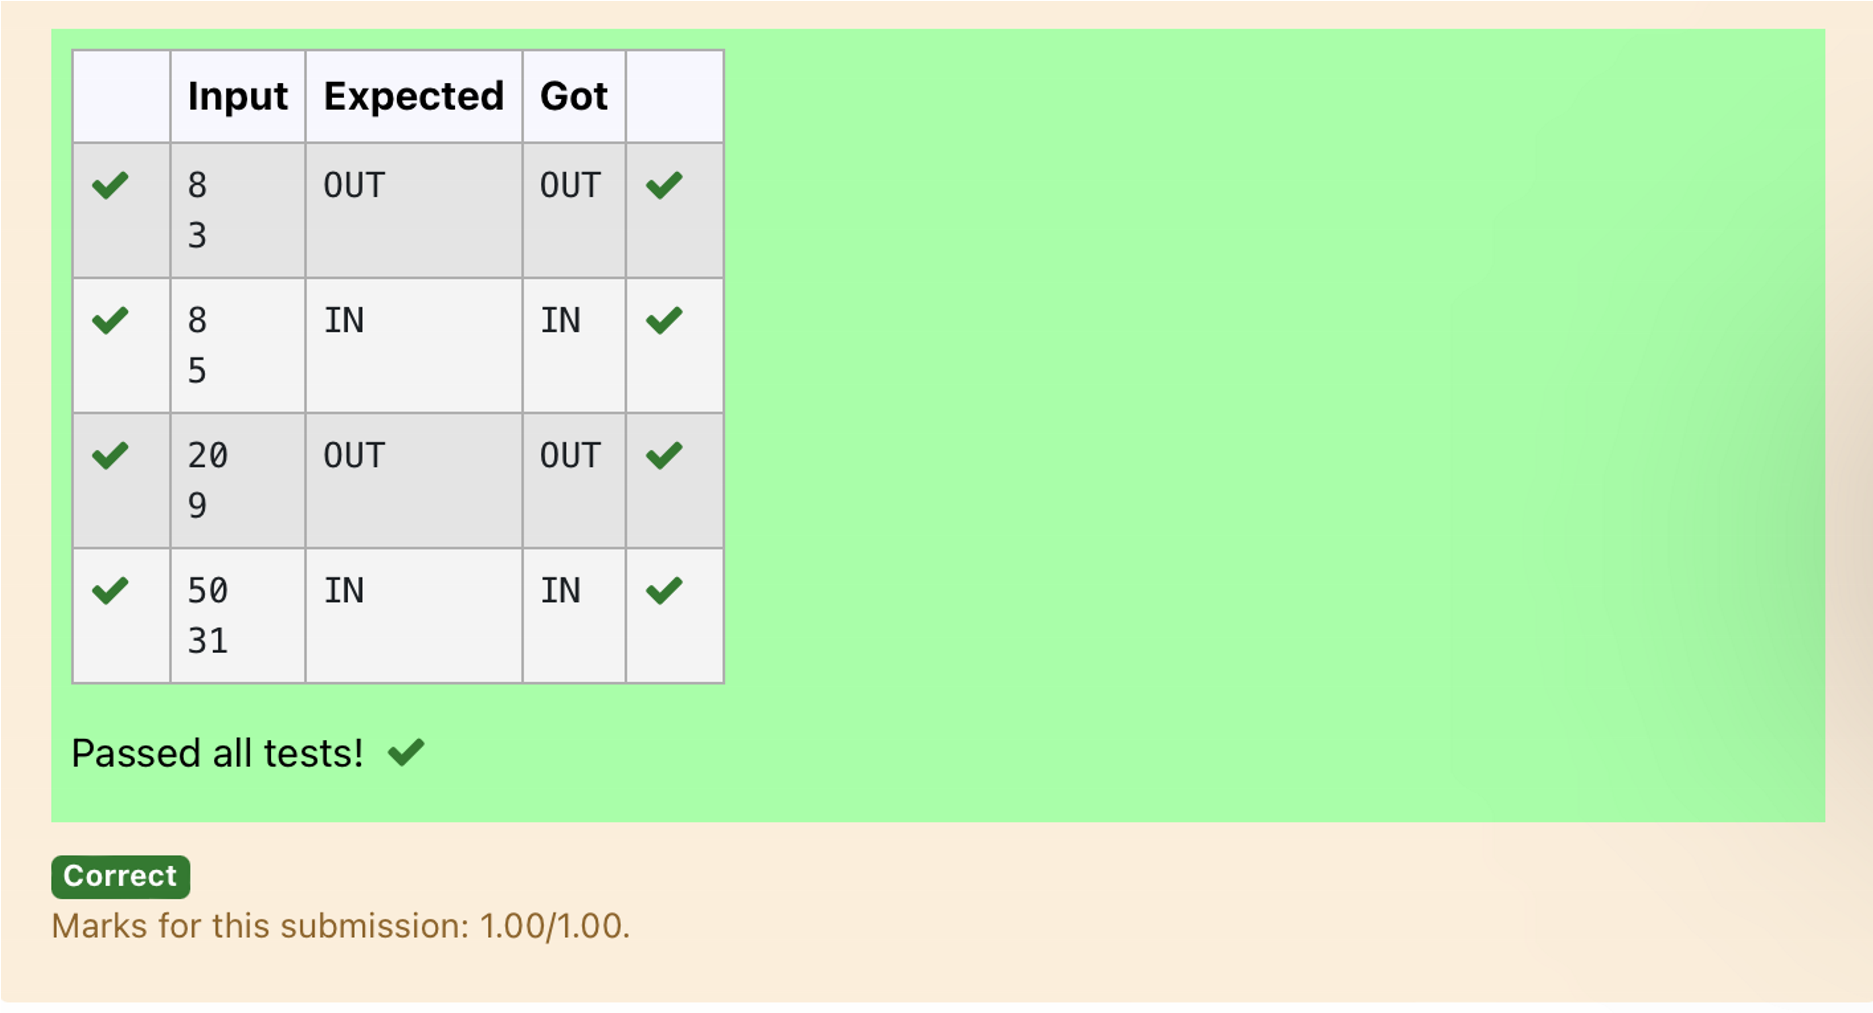 Input Expected Got
8 OUT OUT
3
8 IN IN
5
20 OUT OUT
9
50 IN IN
31
Passed all tests!
Correct
Marks for this submission: 1.00/1.00.